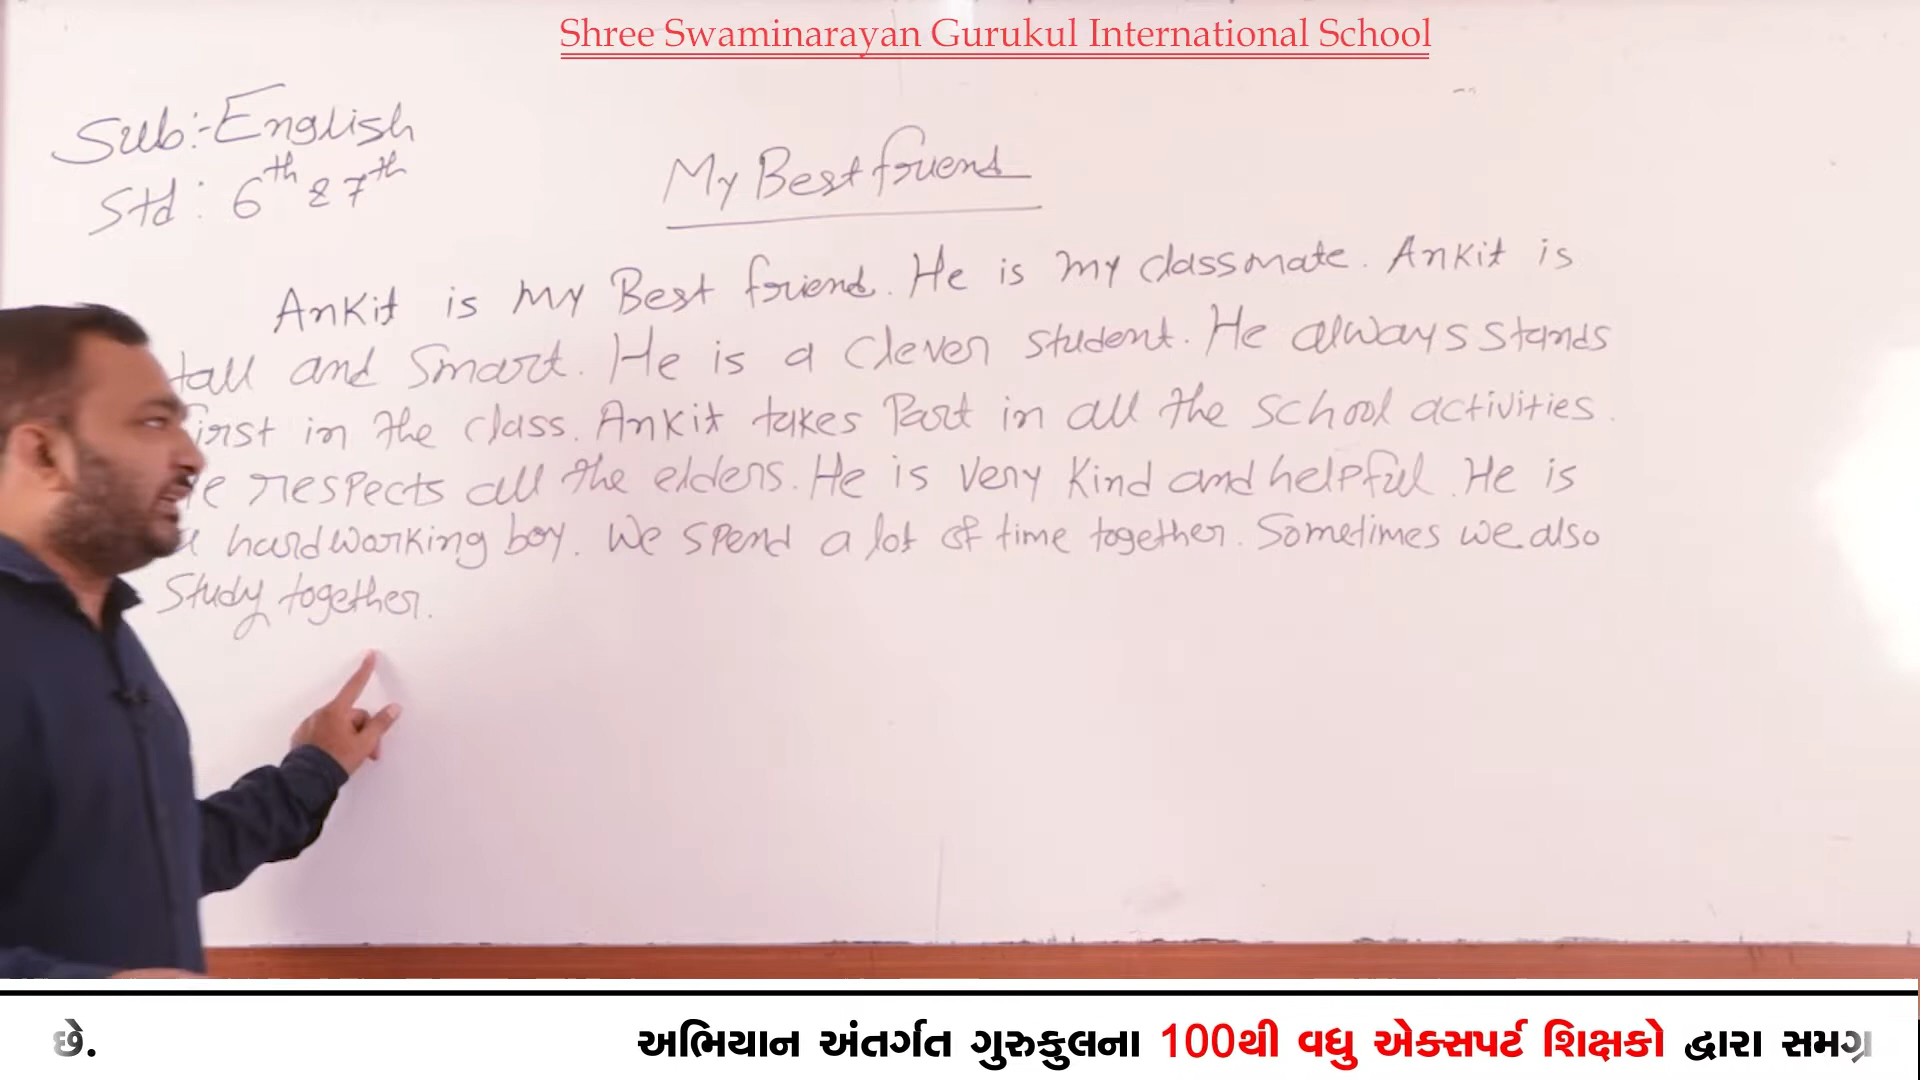 Shree Swaminarayan Gurukul International School
Sub:- English
Std: 6th & 7th
My Best friend
Ankit is my Best friend. He is my classmate. Ankit is
tall and Smart. He is a clever student. He always stands
first in the class. Ankit takes Part in all the school activities.
He respects all the elders. He is very kind and helpful. He is
a hardworking boy. We spend a lot of time together. Sometimes we also
Study together.
છે. અભિયાન અંતર્ગત ગુરુકુલના 100થી વધુ એક્સપર્ટ શિક્ષકો દ્વારા સમગ્ર